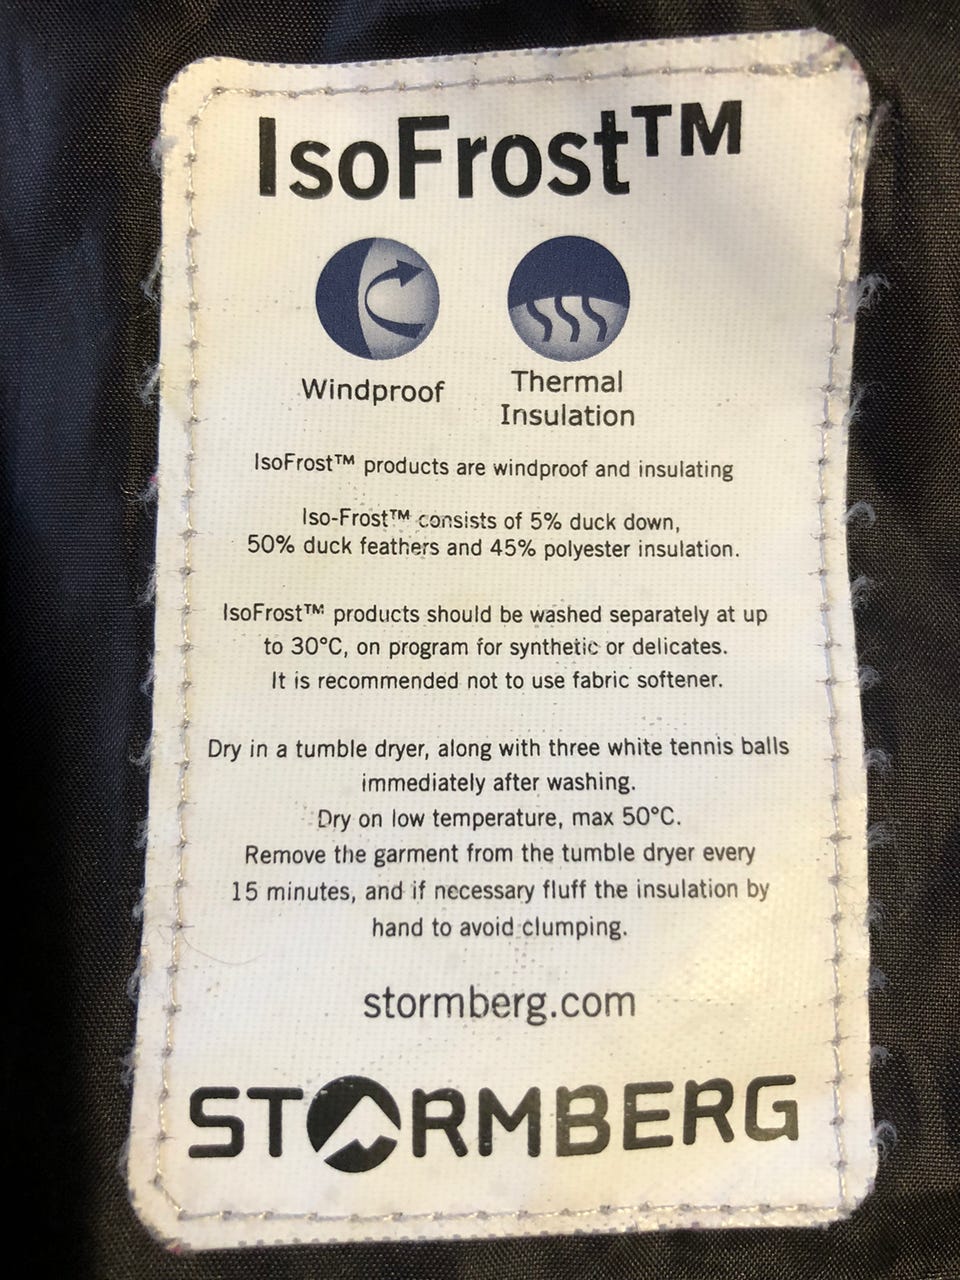 IsoFrost™
Windproof
Thermal
Insulation
IsoFrost™ products are windproof and insulating
Iso-Frost™ consists of 5% duck down,
50% duck feathers and 45% polyester insulation.
IsoFrost™ products should be washed separately at up
to 30°C, on program for synthetic or delicates.
It is recommended not to use fabric softener.
Dry in a tumble dryer, along with three white tennis balls
immediately after washing.
Dry on low temperature, max 50°C.
Remove the garment from the tumble dryer every
15 minutes, and if necessary fluff the insulation by
hand to avoid clumping.
stormberg.com
STORMBERG